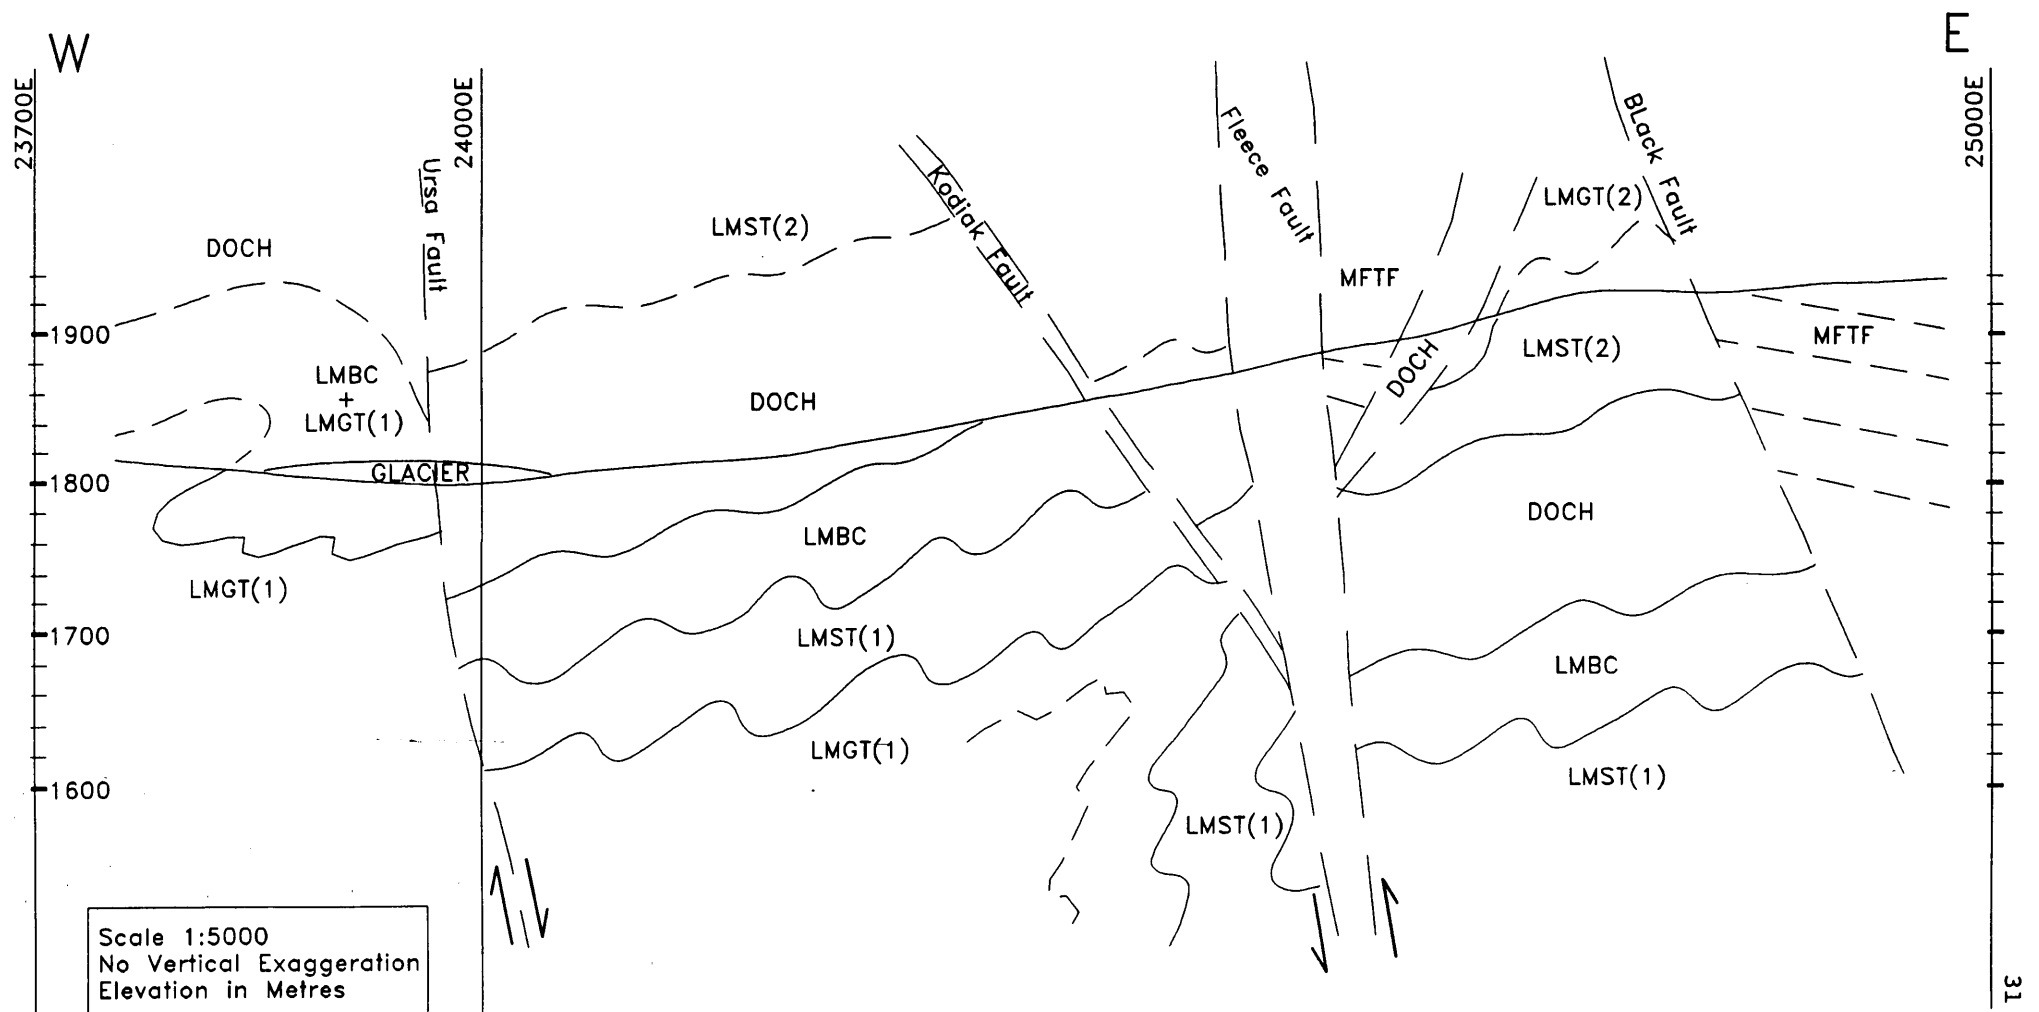 W
E
23700E
24000E
25000E
Ursa Fault
Kodiak Fault
Fleece Fault
BLack Fault
DOCH
LMST(2)
LMGT(2)
MFTF
1900
LMBC
+
LMGT(1)
DOCH
DOCH
LMST(2)
MFTF
GLACIER
1800
LMBC
DOCH
LMGT(1)
1700
LMST(1)
LMBC
LMGT(1)
LMST(1)
1600
LMST(1)
Scale 1:5000
No Vertical Exaggeration
Elevation in Metres
31